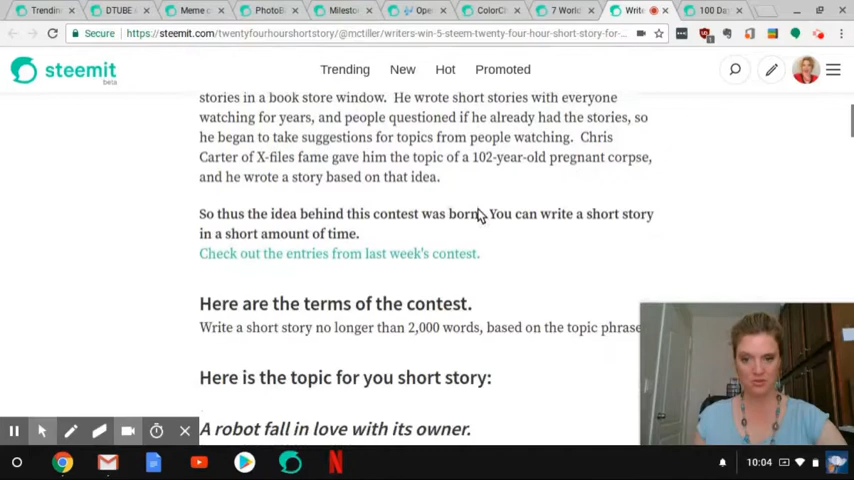 Trending
DTUBE &
Meme c
PhotoB
Milesto
Ope
ColorCl
7 World
Write
100 Day
Secure
https://steemit.com/twentyfourhourshortstory/@mctiller/writers-win-5-steem-twenty-four-hour-short-story-for-...
steemit
beta
Trending New Hot Promoted
stories in a book store window. He wrote short stories with everyone
watching for years, and people questioned if he already had the stories, so
he began to take suggestions for topics from people watching. Chris
Carter of X-files fame gave him the topic of a 102-year-old pregnant corpse,
and he wrote a story based on that idea.
So thus the idea behind this contest was born. You can write a short story
in a short amount of time.
Check out the entries from last week's contest.
Here are the terms of the contest.
Write a short story no longer than 2,000 words, based on the topic phrase
Here is the topic for you short story:
A robot fall in love with its owner.
10:04